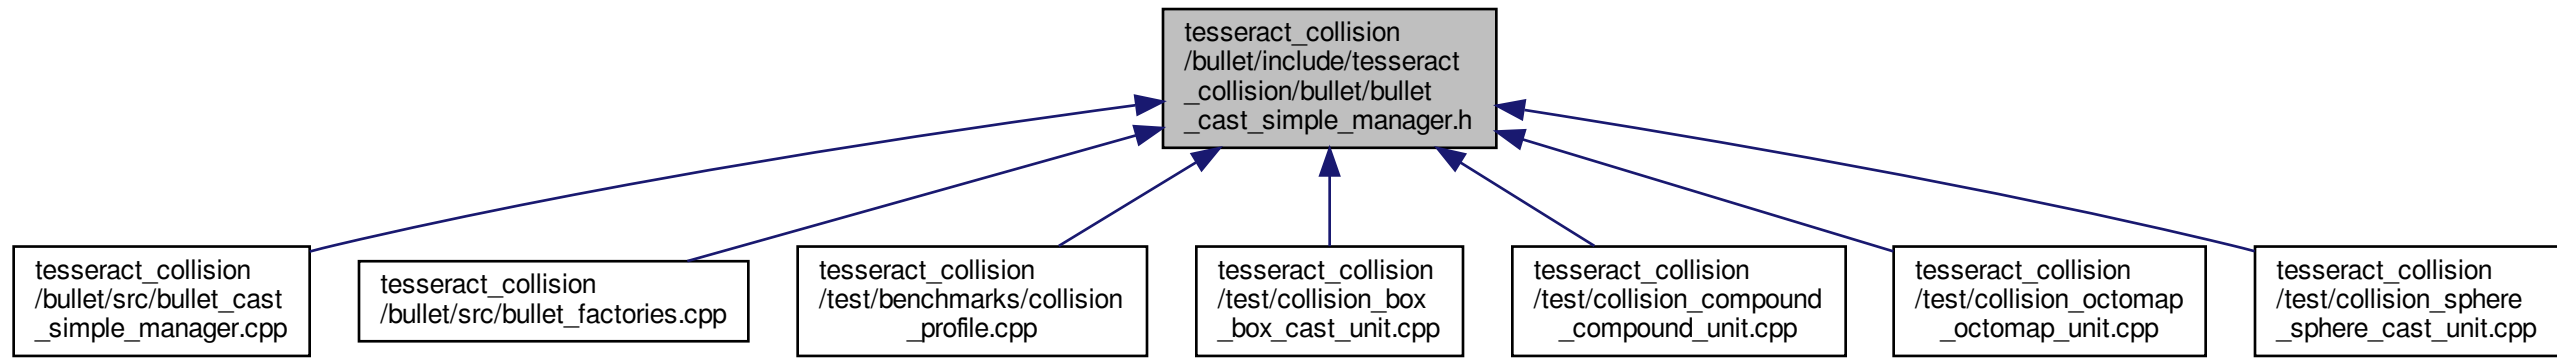 tesseract_collision
/bullet/include/tesseract
_collision/bullet/bullet
_cast_simple_manager.h
tesseract_collision
/bullet/src/bullet_cast
_simple_manager.cpp
tesseract_collision
/bullet/src/bullet_factories.cpp
tesseract_collision
/test/benchmarks/collision
_profile.cpp
tesseract_collision
/test/collision_box
_box_cast_unit.cpp
tesseract_collision
/test/collision_compound
_compound_unit.cpp
tesseract_collision
/test/collision_octomap
_octomap_unit.cpp
tesseract_collision
/test/collision_sphere
_sphere_cast_unit.cpp